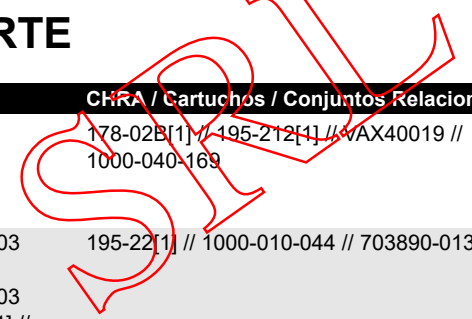 RTE
CHRA / Cartuchos / Conjuntos Relacion
178-02B[1] // 195-212[1] // VAX40019 //
1000-040-169
03 195-22[1] // 1000-010-044 // 703890-013
03
SRL